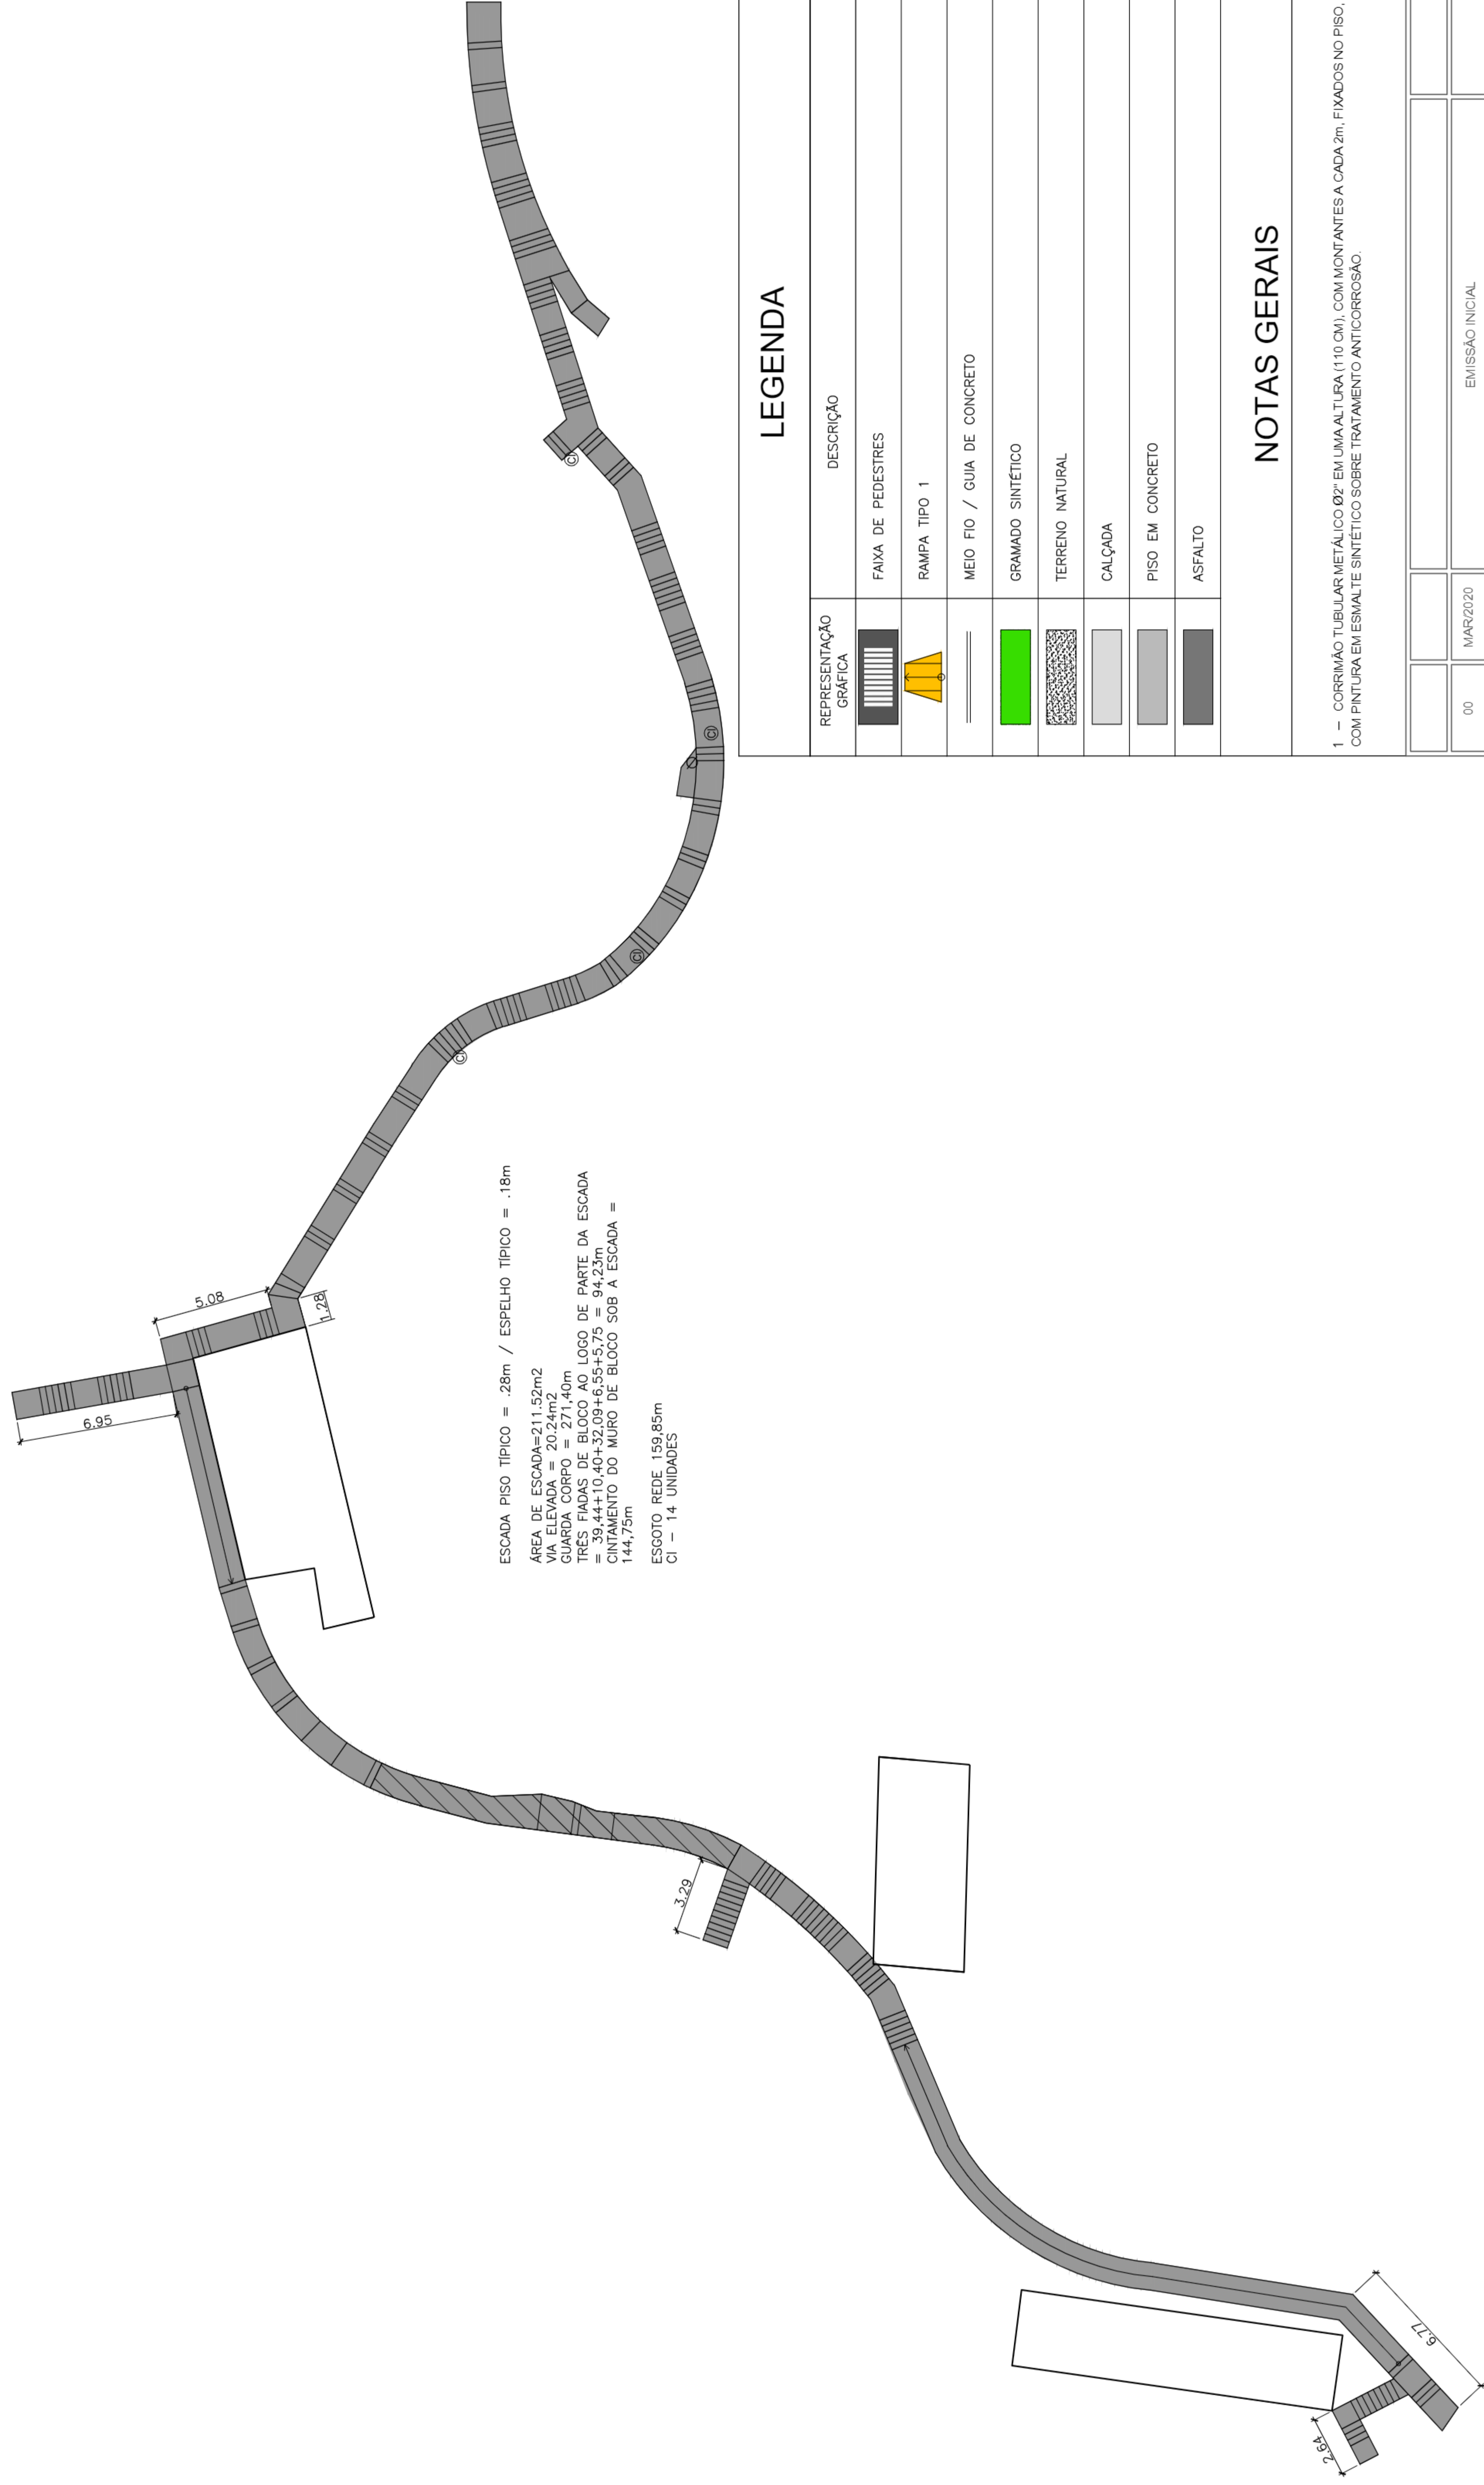 LEGENDA
REPRESENTAÇÃO
GRÁFICA
DESCRIÇÃO
FAIXA DE PEDESTRES
RAMPA TIPO 1
MEIO FIO / GUIA DE CONCRETO
GRAMADO SINTÉTICO
TERRENO NATURAL
CALÇADA
PISO EM CONCRETO
ASFALTO
NOTAS GERAIS
1 – CORRIMÃO TUBULAR METÁLICO Ø2" EM UMA ALTURA (110 CM), COM MONTANTES A CADA 2m, FIXADOS NO PISO,
COM PINTURA EM ESMALTE SINTÉTICO SOBRE TRATAMENTO ANTICORROSÃO.
00
MAR/2020
EMISSÃO INICIAL
ESCADA PISO TÍPICO = .28m / ESPELHO TÍPICO = .18m
ÁREA DE ESCADA=211.52m2
VIA ELEVADA = 20.24m2
GUARDA CORPO = 271,40m
TRÊS FIADAS DE BLOCO AO LOGO DE PARTE DA ESCADA
= 39,44+10,40+32,09+6,55+5,75 = 94,23m
CINTAMENTO DO MURO DE BLOCO SOB A ESCADA =
144,75m
ESGOTO REDE 159,85m
CI – 14 UNIDADES
6.95
5.08
1.28
3.29
2.64
6.77
CI
CI
CI
CI